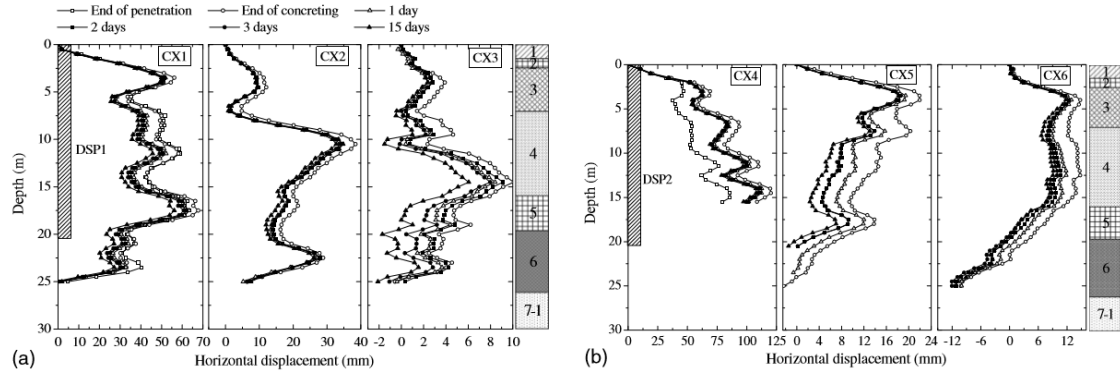 End of penetration End of concreting 1 day
2 days 3 days 15 days
(a)
0 CX1 CX2 CX3 1
2
5 3
10 4
DSP1
15
5
20
6
25
7-1
30
Depth (m)
0 10 20 30 40 50 60 70 0 10 20 30 40 -2 0 2 4 6 8 10
Horizontal displacement (mm)
(b)
0 CX4 CX5 CX6 1
2
5 3
10
DSP2 4
15
5
20
6
25
7-1
30
Depth (m)
0 25 50 75 100 125 0 4 8 12 16 20 24 -12 -6 0 6 12
Horizontal displacement (mm)